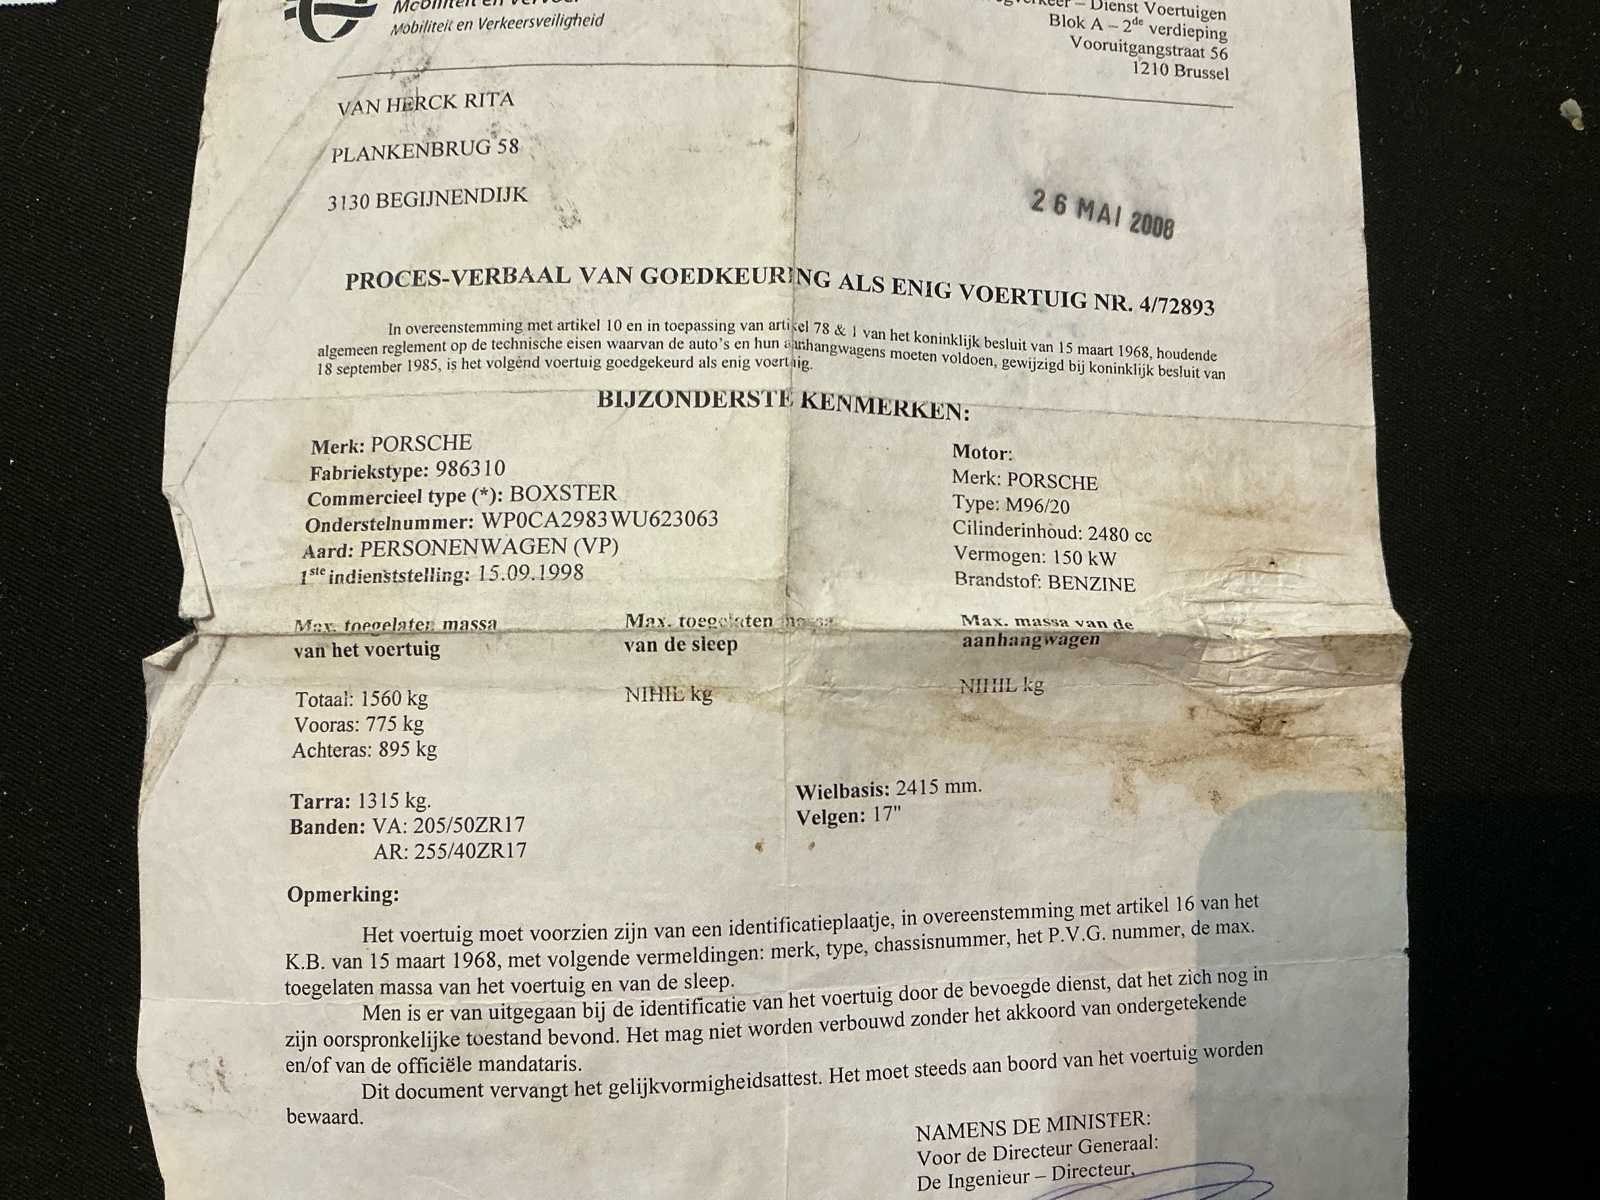 Mobiliteit en Verkeersveiligheid
– Dienst Voertuigen
Blok A – 2de verdieping
Vooruitgangstraat 56
1210 Brussel
VAN HERCK RITA
PLANKENBRUG 58
3130 BEGIJNENDIJK
26 MAI 2008
PROCES-VERBAAL VAN GOEDKEURING ALS ENIG VOERTUIG NR. 4/72893
In overeenstemming met artikel 10 en in toepassing van artikel 78 & 1 van het koninklijk besluit van 15 maart 1968, houdende
algemeen reglement op de technische eisen waarvan de auto's en hun aanhangwagens moeten voldoen, gewijzigd bij koninklijk besluit van
18 september 1985, is het volgend voertuig goedgekeurd als enig voertuig.
BIJZONDERSTE KENMERKEN:
Merk: PORSCHE
Fabriekstype: 986310
Commercieel type (*): BOXSTER
Onderstelnummer: WP0CA2983WU623063
Aard: PERSONENWAGEN (VP)
1ste indienststelling: 15.09.1998
Motor:
Merk: PORSCHE
Type: M96/20
Cilinderinhoud: 2480 cc
Vermogen: 150 kW
Brandstof: BENZINE
Max. toegelaten massa
van het voertuig
Totaal: 1560 kg
Vooras: 775 kg
Achteras: 895 kg
Max. toegelaten massa
van de sleep
NIHIL kg
Max. massa van de
aanhangwagen
NIHIL kg
Tarra: 1315 kg.
Banden: VA: 205/50ZR17
AR: 255/40ZR17
Wielbasis: 2415 mm.
Velgen: 17"
Opmerking:
Het voertuig moet voorzien zijn van een identificatieplaatje, in overeenstemming met artikel 16 van het
K.B. van 15 maart 1968, met volgende vermeldingen: merk, type, chassisnummer, het P.V.G. nummer, de max.
toegelaten massa van het voertuig en van de sleep.
Men is er van uitgegaan bij de identificatie van het voertuig door de bevoegde dienst, dat het zich nog in
zijn oorspronkelijke toestand bevond. Het mag niet worden verbouwd zonder het akkoord van ondergetekende
en/of van de officiële mandataris.
Dit document vervangt het gelijkvormigheidsattest. Het moet steeds aan boord van het voertuig worden
bewaard.
NAMENS DE MINISTER:
Voor de Directeur Generaal:
De Ingenieur – Directeur,